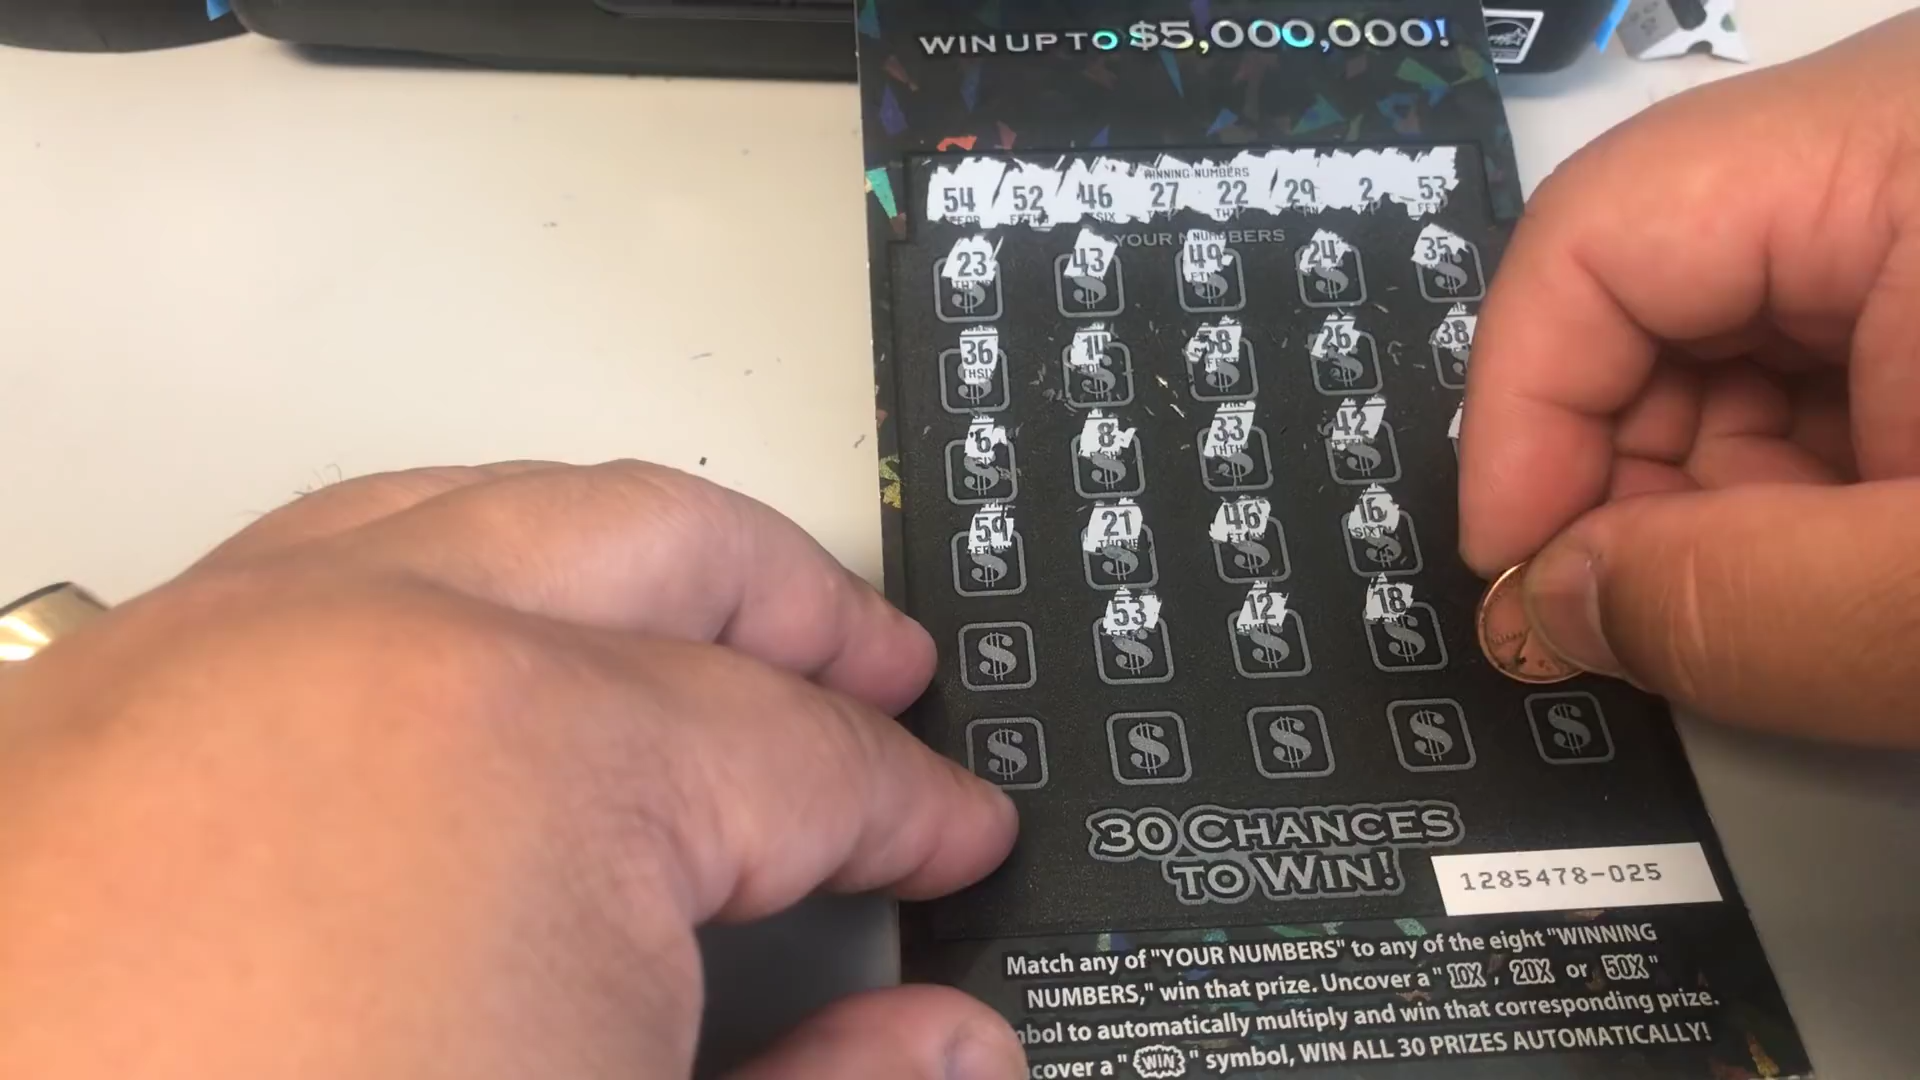 WIN UP TO $5,000,000!
WINNING NUMBERS
54 52 46 27 22 29 2 53
YOUR NUMBERS
23 43 49 24 35
36 14 58 26 38
THSIX
6 8 33 42
THTH
59 21 46 16
53 12 18
30 CHANCES
TO WIN!
1285478-025
Match any of "YOUR NUMBERS" to any of the eight "WINNING
NUMBERS," win that prize. Uncover a "10X, 20X or 50X"
to automatically multiply and win that corresponding prize.
a "WIN" symbol, WIN ALL 30 PRIZES AUTOMATICALLY!